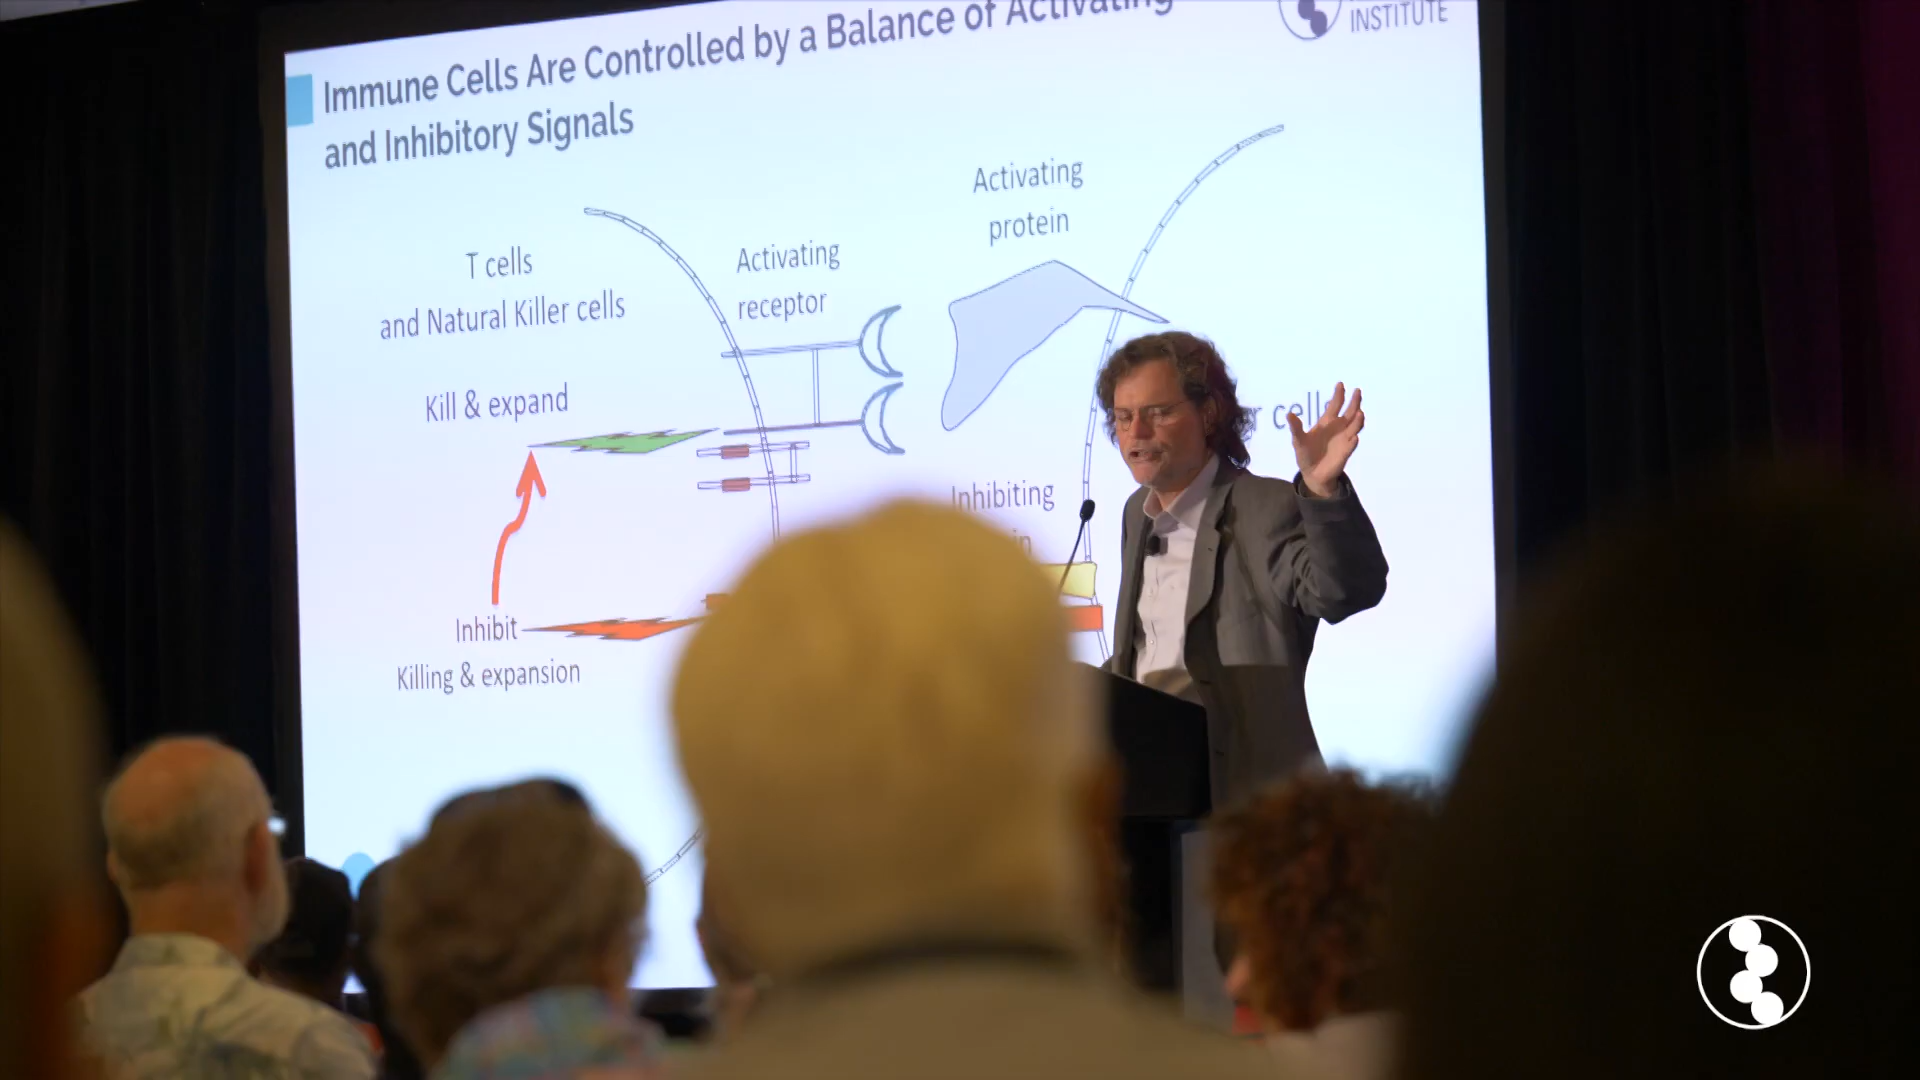 Immune Cells Are Controlled by a Balance of Activating
and Inhibitory Signals
INSTITUTE
T cells
and Natural Killer cells
Activating
receptor
Activating
protein
Kill & expand
cells
Inhibiting
Inhibit
Killing & expansion